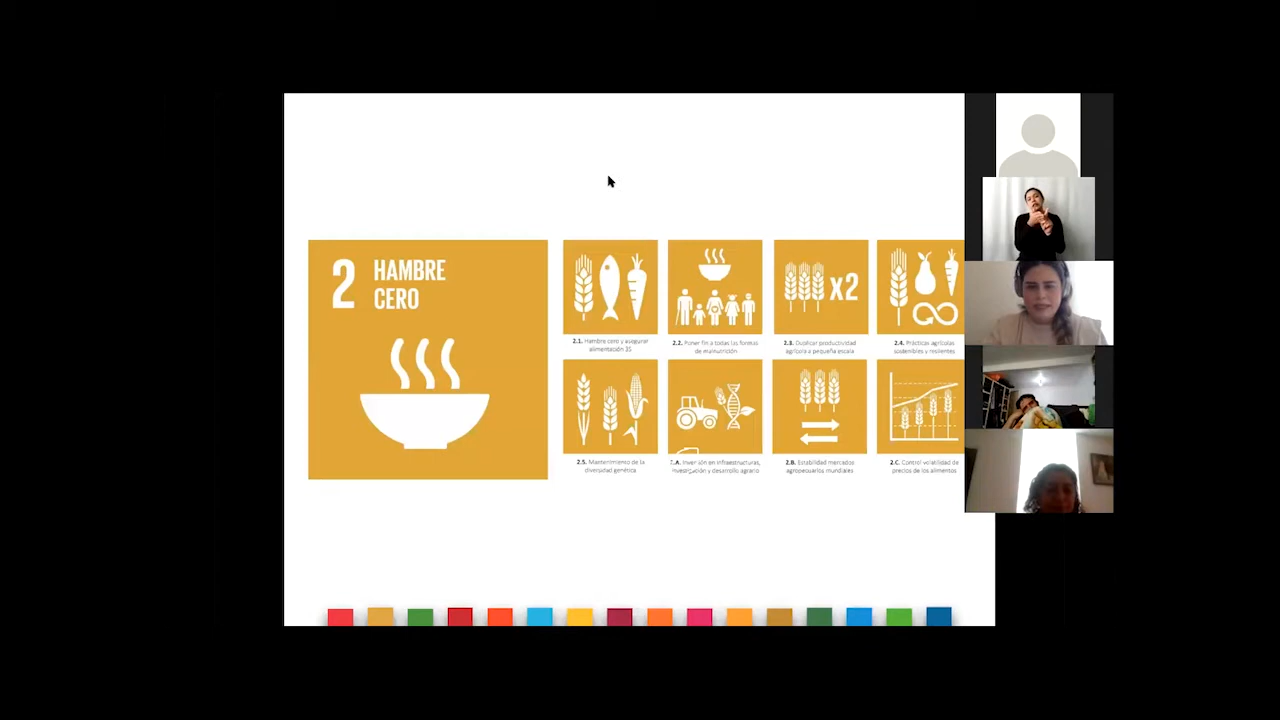 2 HAMBRE
CERO
x2
2.1. Hambre cero y asegurar
alimentación 3S
2.2. Poner fin a todas las formas
de malnutrición
2.3. Duplicar productividad
agrícola a pequeña escala
2.4. Prácticas agrícolas
sostenibles y resilientes
2.5. Mantenimiento de la
diversidad genética
2.A. Inversión en infraestructuras,
investigación y desarrollo agrario
2.B. Estabilidad mercados
agropecuarios mundiales
2.C. Control volatilidad de
precios de los alimentos